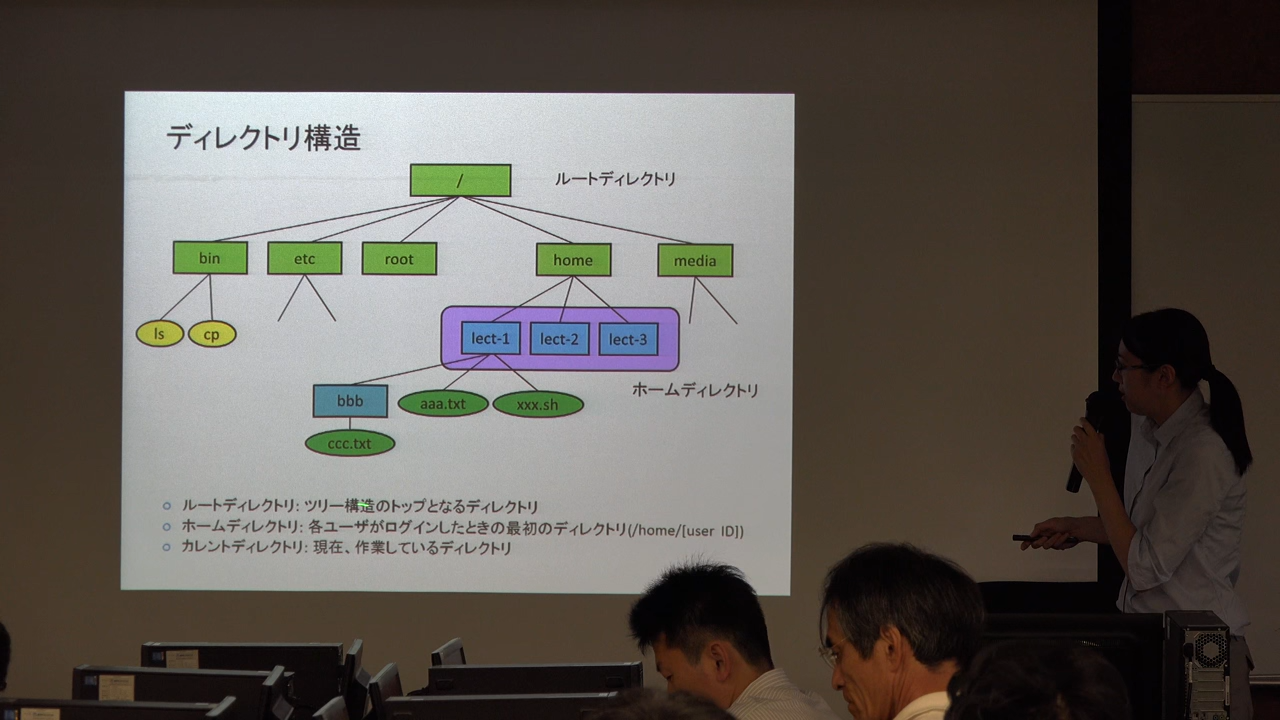 ディレクトリ構造
/
ルートディレクトリ
bin
etc
root
home
media
ls
cp
lect-1
lect-2
lect-3
ホームディレクトリ
bbb
aaa.txt
xxx.sh
ccc.txt
ルートディレクトリ: ツリー構造のトップとなるディレクトリ
ホームディレクトリ: 各ユーザがログインしたときの最初のディレクトリ(/home/[user ID])
カレントディレクトリ: 現在、作業しているディレクトリ